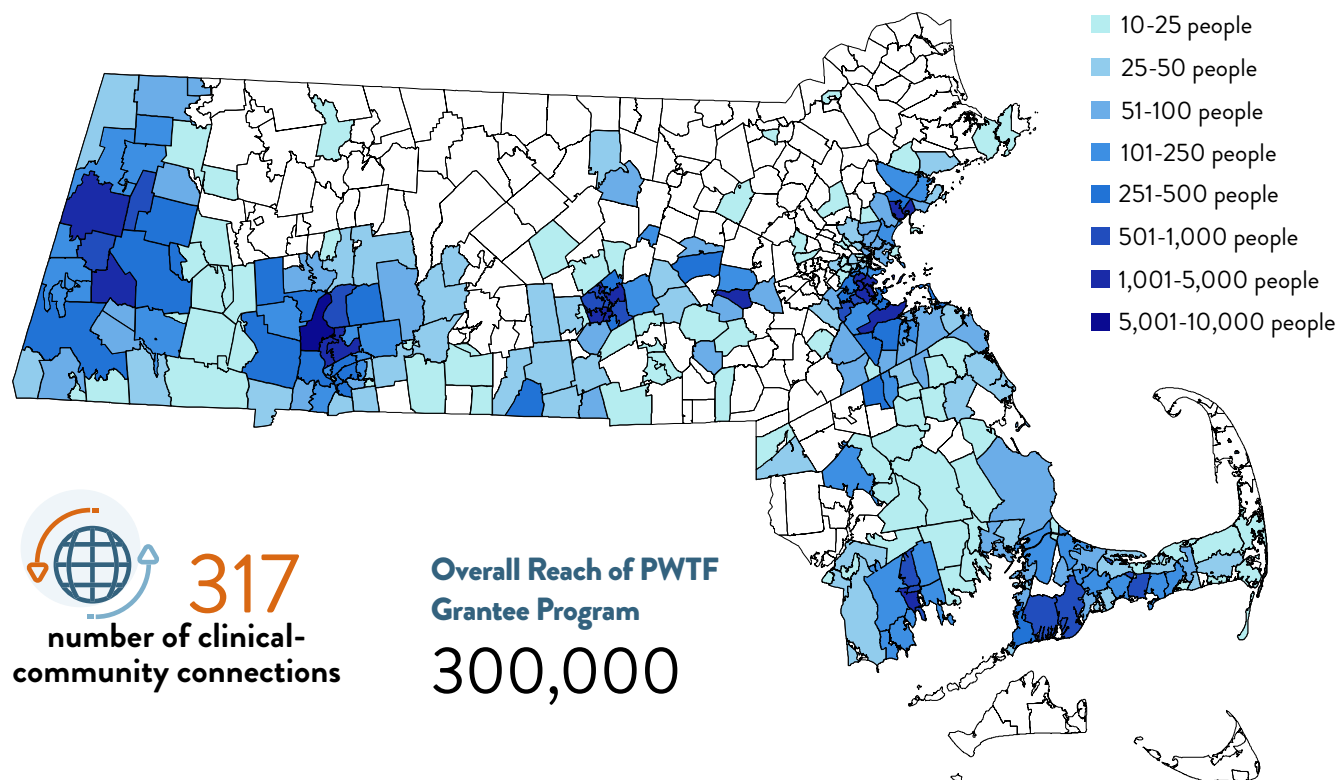 10-25 people
25-50 people
51-100 people
101-250 people
251-500 people
501-1,000 people
1,001-5,000 people
5,001-10,000 people
317
number of clinical-
community connections
Overall Reach of PWTF
Grantee Program
300,000